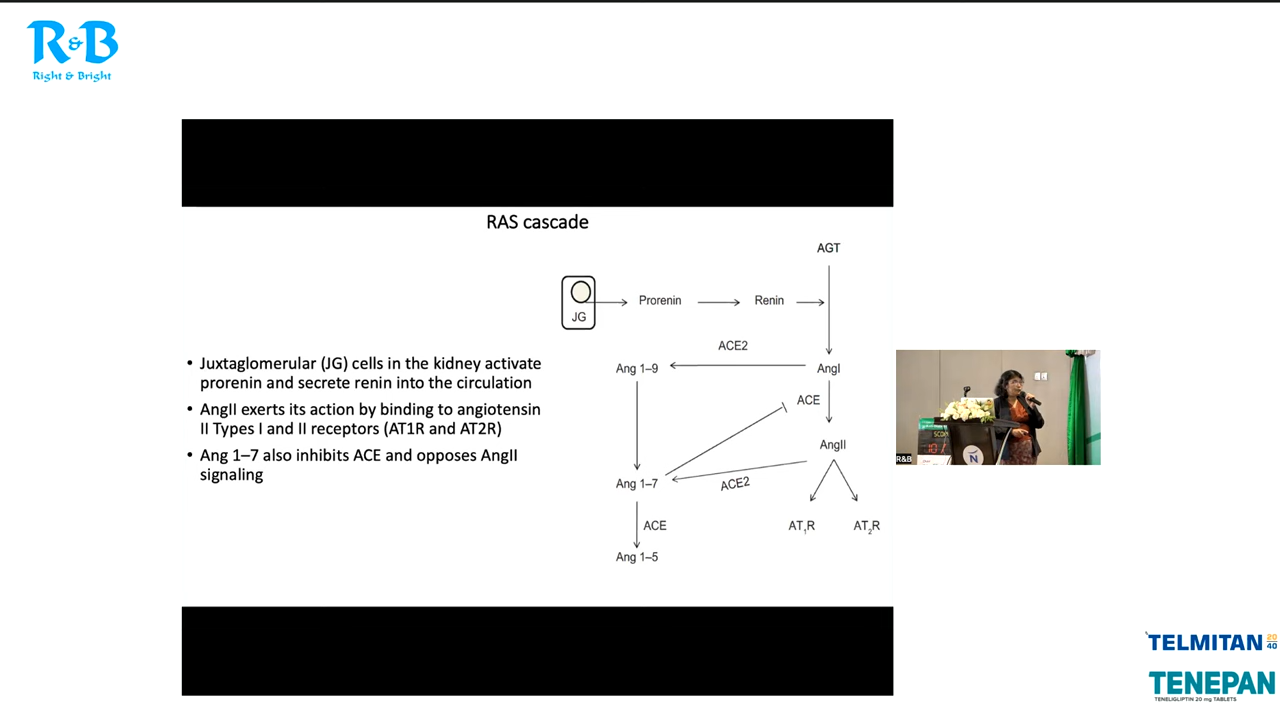 R&B
Right & Bright
RAS cascade
AGT
JG
Prorenin
Renin
ACE2
Ang 1–9
AngI
ACE
AngII
Ang 1–7
ACE2
AT1R
AT2R
ACE
Ang 1–5
• Juxtaglomerular (JG) cells in the kidney activate
prorenin and secrete renin into the circulation
• AngII exerts its action by binding to angiotensin
II Types I and II receptors (AT1R and AT2R)
• Ang 1–7 also inhibits ACE and opposes AngII
signaling
R&B
N
TELMITAN 20 40
TENEPAN
TENELIGLIPTIN 20 mg TABLETS